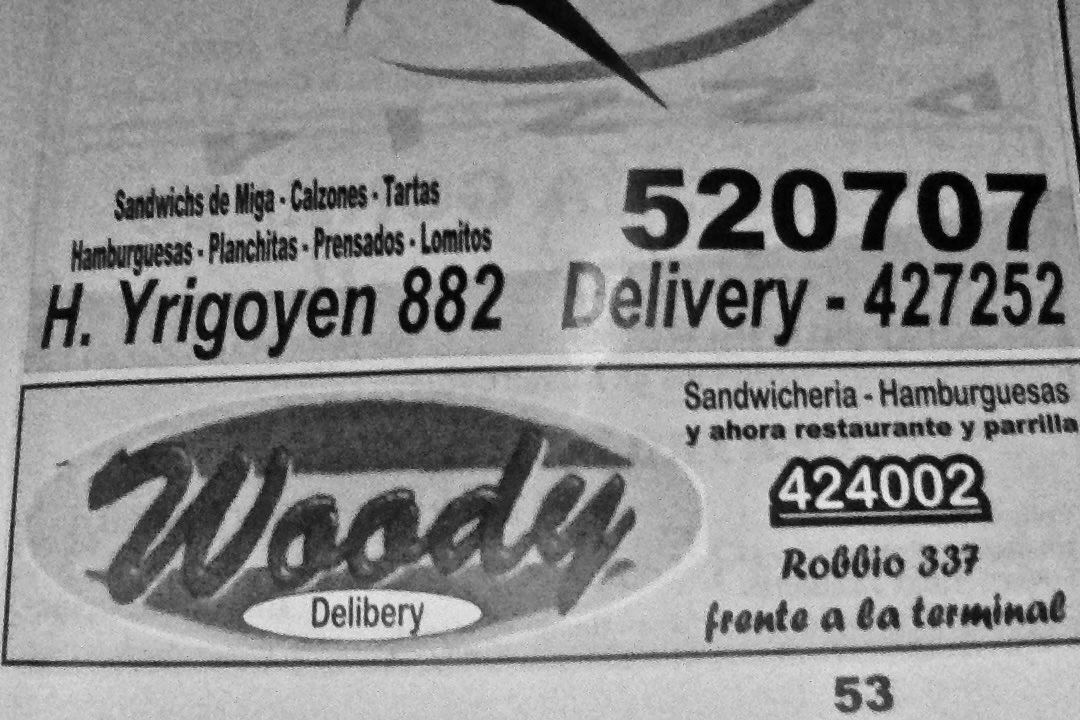 Sandwichs de Miga - Calzones - Tartas
Hamburguesas - Planchitas - Prensados - Lomitos
H. Yrigoyen 882
520707
Delivery - 427252
Woody
Delibery
Sandwicheria - Hamburguesas
y ahora restaurante y parrilla
424002
Robbio 337
frente a la terminal
53